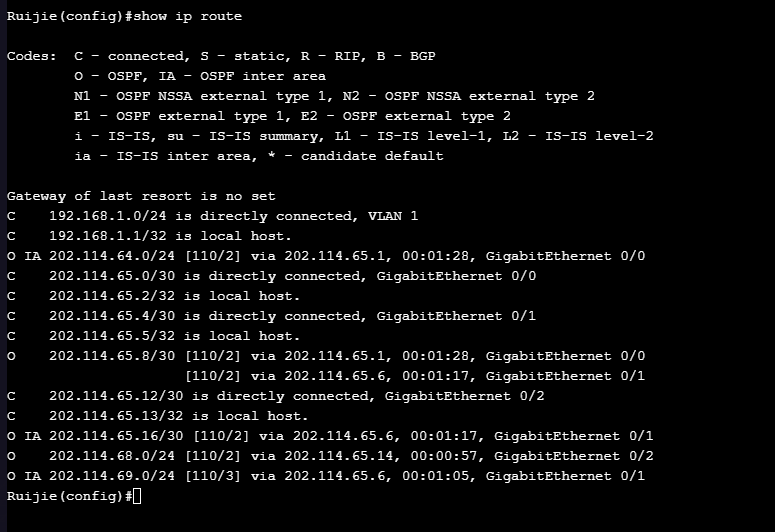 Ruijie(config)#show ip route
Codes:  C - connected, S - static, R - RIP, B - BGP
        O - OSPF, IA - OSPF inter area
        N1 - OSPF NSSA external type 1, N2 - OSPF NSSA external type 2
        E1 - OSPF external type 1, E2 - OSPF external type 2
        i - IS-IS, su - IS-IS summary, L1 - IS-IS level-1, L2 - IS-IS level-2
        ia - IS-IS inter area, * - candidate default
Gateway of last resort is no set
C    192.168.1.0/24 is directly connected, VLAN 1
C    192.168.1.1/32 is local host.
O IA 202.114.64.0/24 [110/2] via 202.114.65.1, 00:01:28, GigabitEthernet 0/0
C    202.114.65.0/30 is directly connected, GigabitEthernet 0/0
C    202.114.65.2/32 is local host.
C    202.114.65.4/30 is directly connected, GigabitEthernet 0/1
C    202.114.65.5/32 is local host.
O    202.114.65.8/30 [110/2] via 202.114.65.1, 00:01:28, GigabitEthernet 0/0
                     [110/2] via 202.114.65.6, 00:01:17, GigabitEthernet 0/1
C    202.114.65.12/30 is directly connected, GigabitEthernet 0/2
C    202.114.65.13/32 is local host.
O IA 202.114.65.16/30 [110/2] via 202.114.65.6, 00:01:17, GigabitEthernet 0/1
O    202.114.68.0/24 [110/2] via 202.114.65.14, 00:00:57, GigabitEthernet 0/2
O IA 202.114.69.0/24 [110/3] via 202.114.65.6, 00:01:05, GigabitEthernet 0/1
Ruijie(config)#